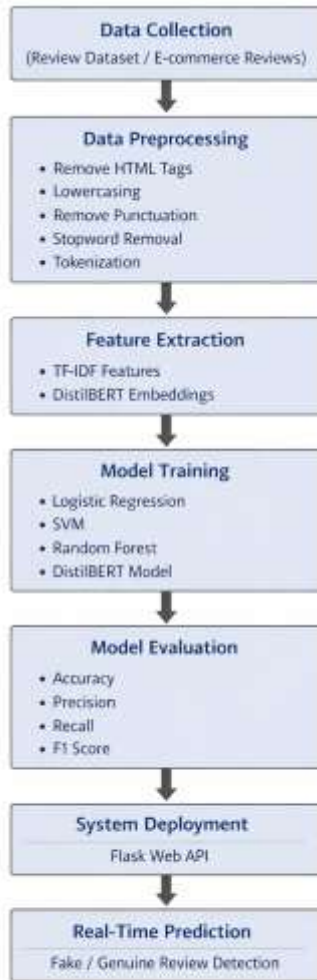 Data Collection
(Review Dataset / E-commerce Reviews)
Data Preprocessing
• Remove HTML Tags
• Lowercasing
• Remove Punctuation
• Stopword Removal
• Tokenization
Feature Extraction
• TF-IDF Features
• DistilBERT Embeddings
Model Training
• Logistic Regression
• SVM
• Random Forest
• DistilBERT Model
Model Evaluation
• Accuracy
• Precision
• Recall
• F1 Score
System Deployment
Flask Web API
Real-Time Prediction
Fake / Genuine Review Detection